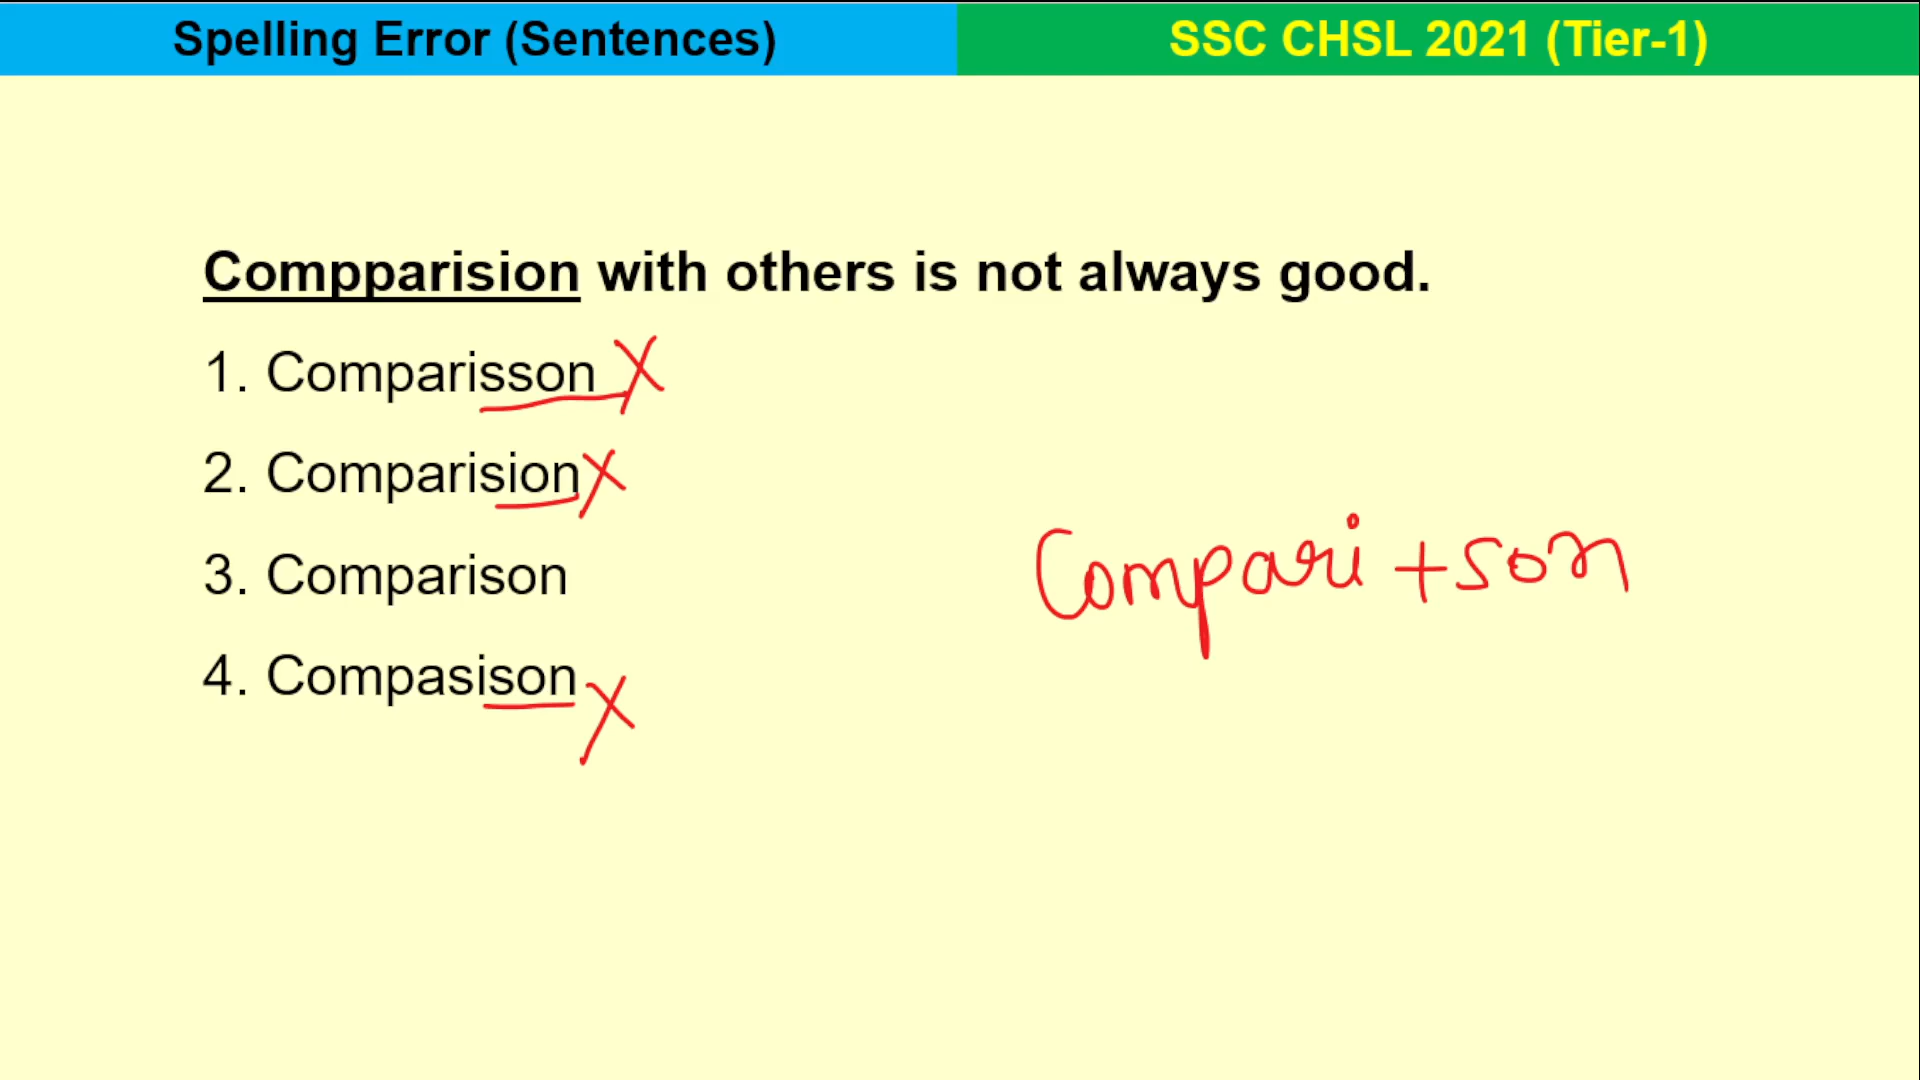 Spelling Error (Sentences)
SSC CHSL 2021 (Tier-1)
Compparision with others is not always good.
1. Comparisson X
2. Comparision X
3. Comparison
Compari + son
4. Compasison X